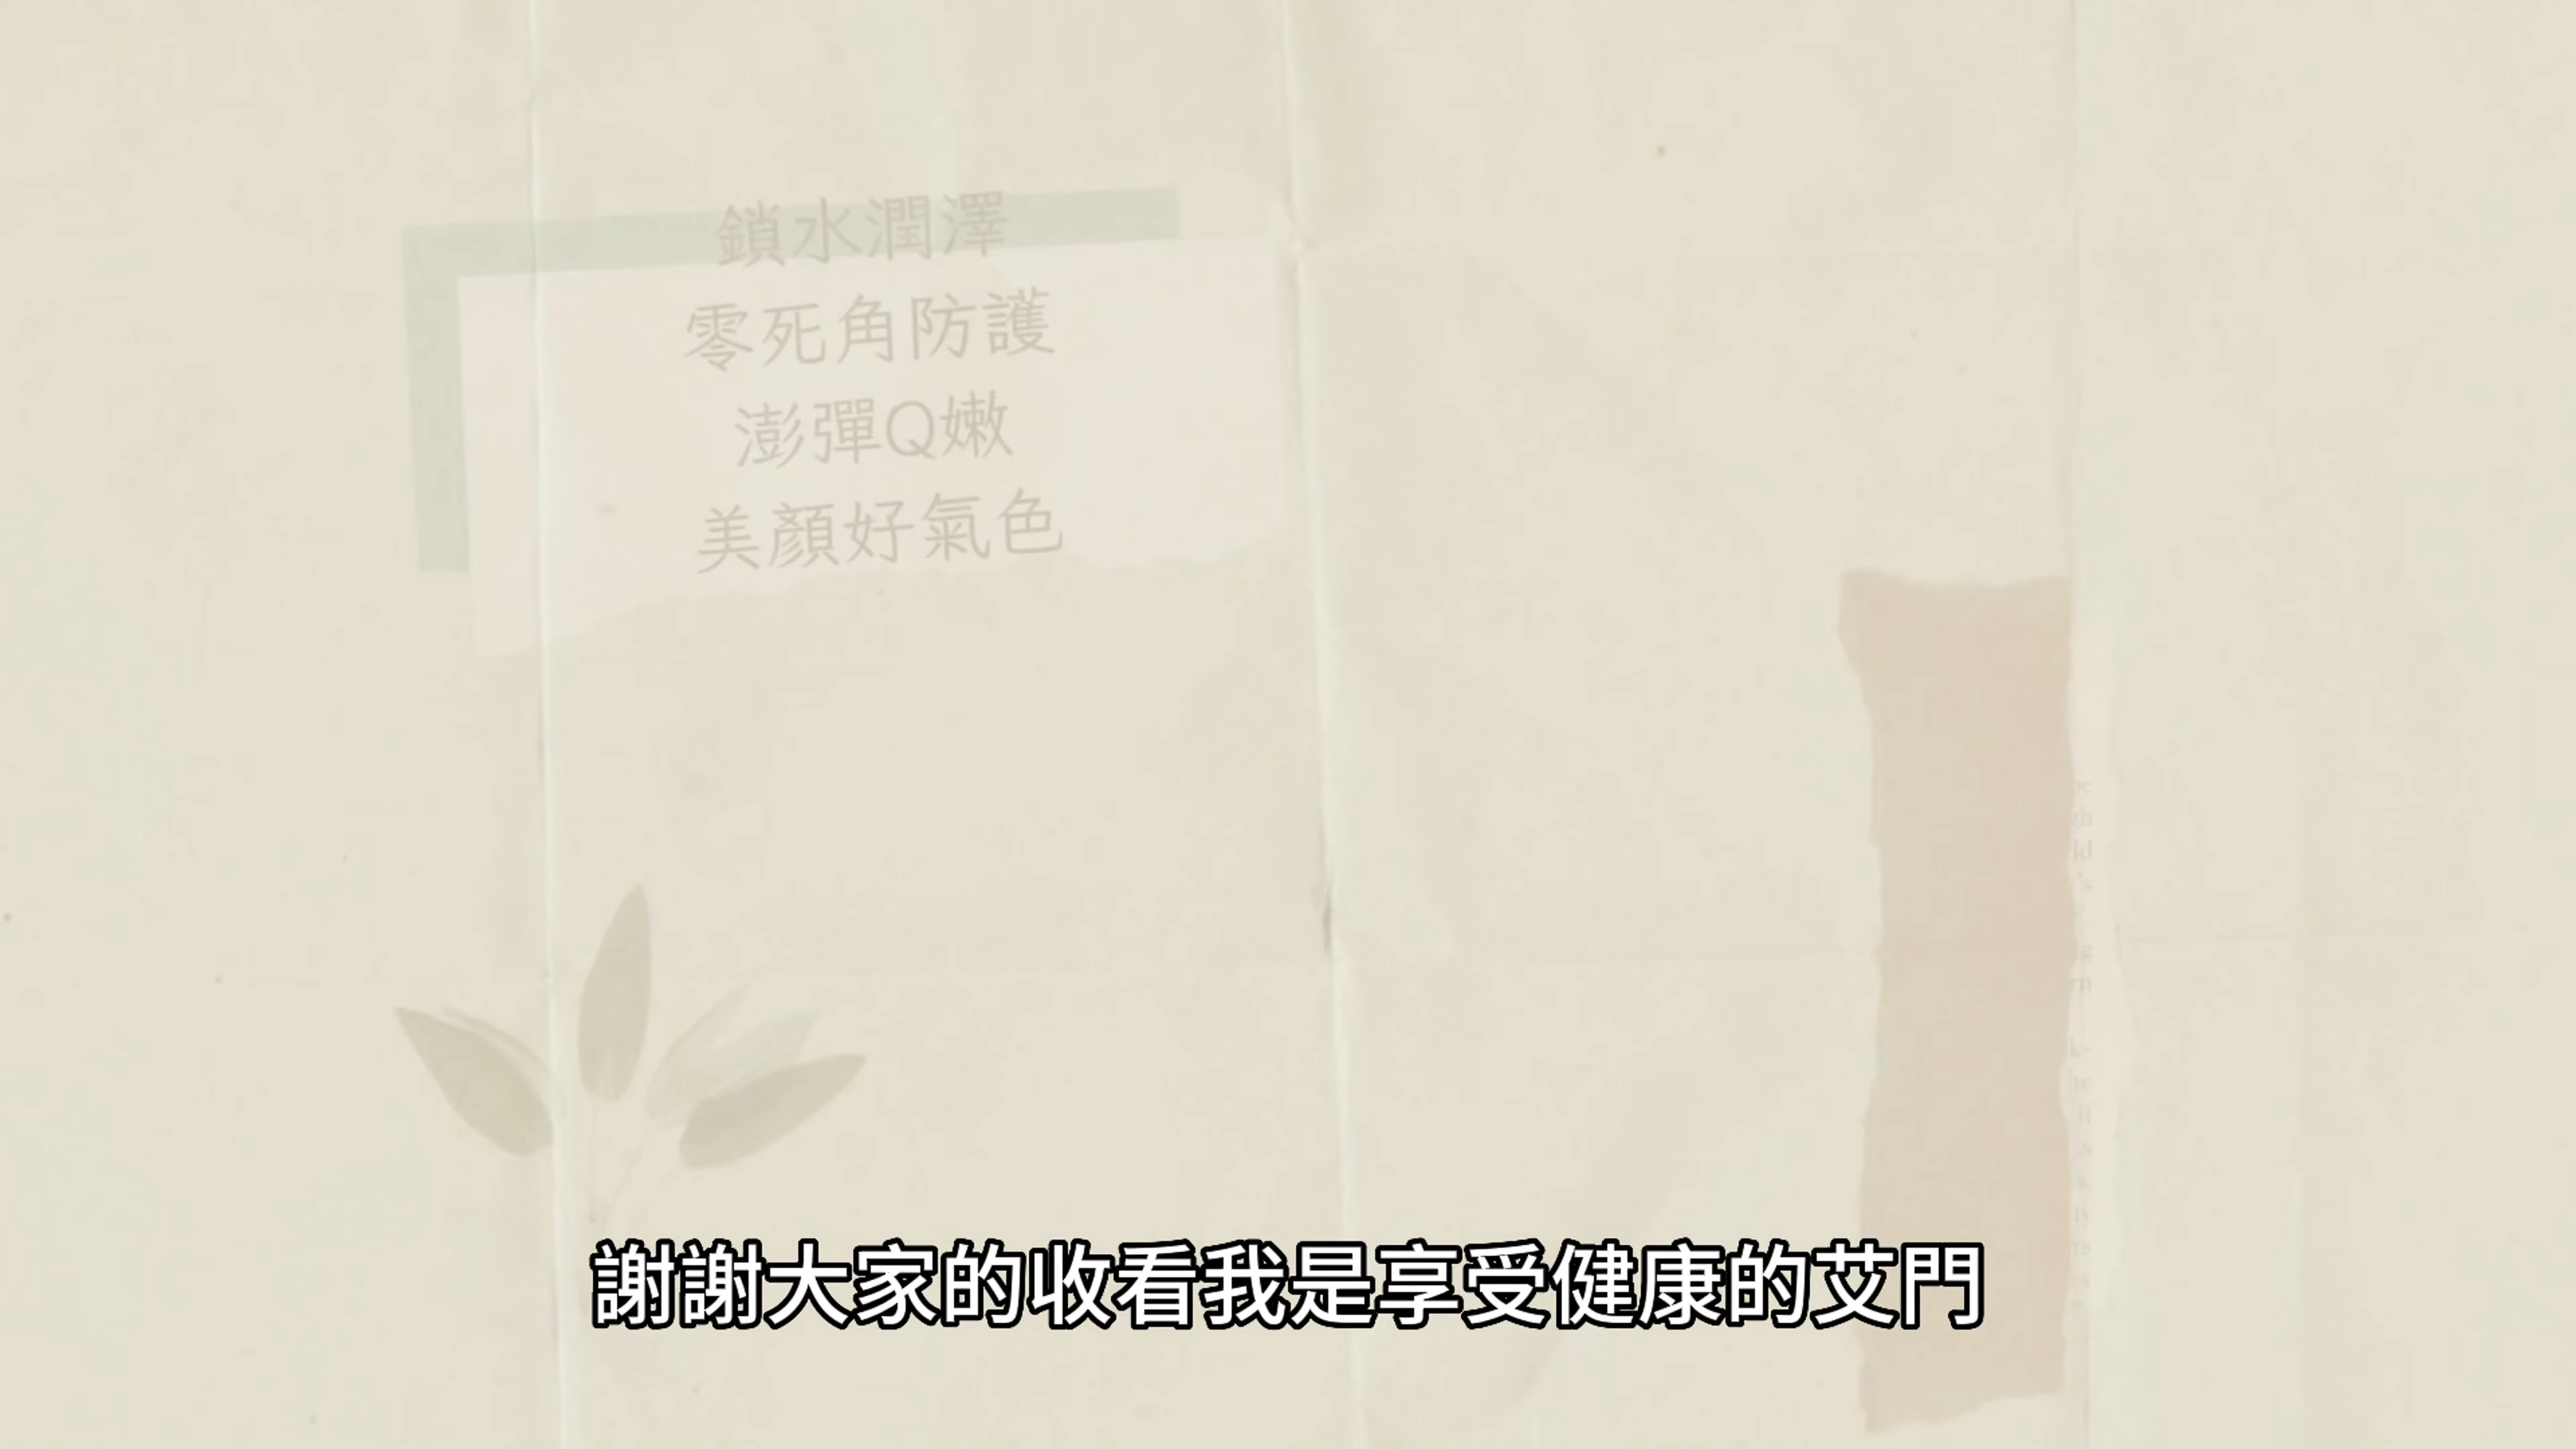 鎖水潤澤
零死角防護
澎彈Q嫩
美顏好氣色
謝謝大家的收看我是享受健康的艾門